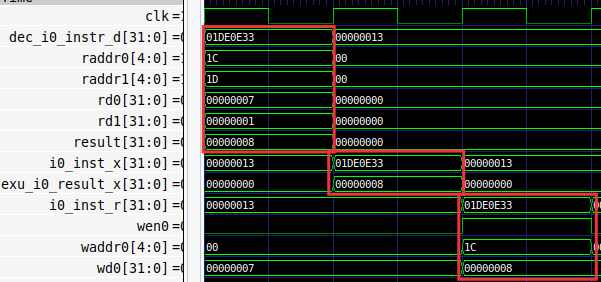 clk=
dec_i0_instr_d[31:0]= 01DE0E33 00000013
raddr0[4:0]= 1C 00
raddr1[4:0]= 1D 00
rd0[31:0]= 00000007 00000000
rd1[31:0]= 00000001 00000000
result[31:0]= 00000008 00000000
i0_inst_x[31:0]= 00000013 01DE0E33 00000013
exu_i0_result_x[31:0]= 00000000 00000008 00000000
i0_inst_r[31:0]= 00000013 01DE0E33
wen0=
waddr0[4:0]= 00 1C
wd0[31:0]= 00000007 00000008